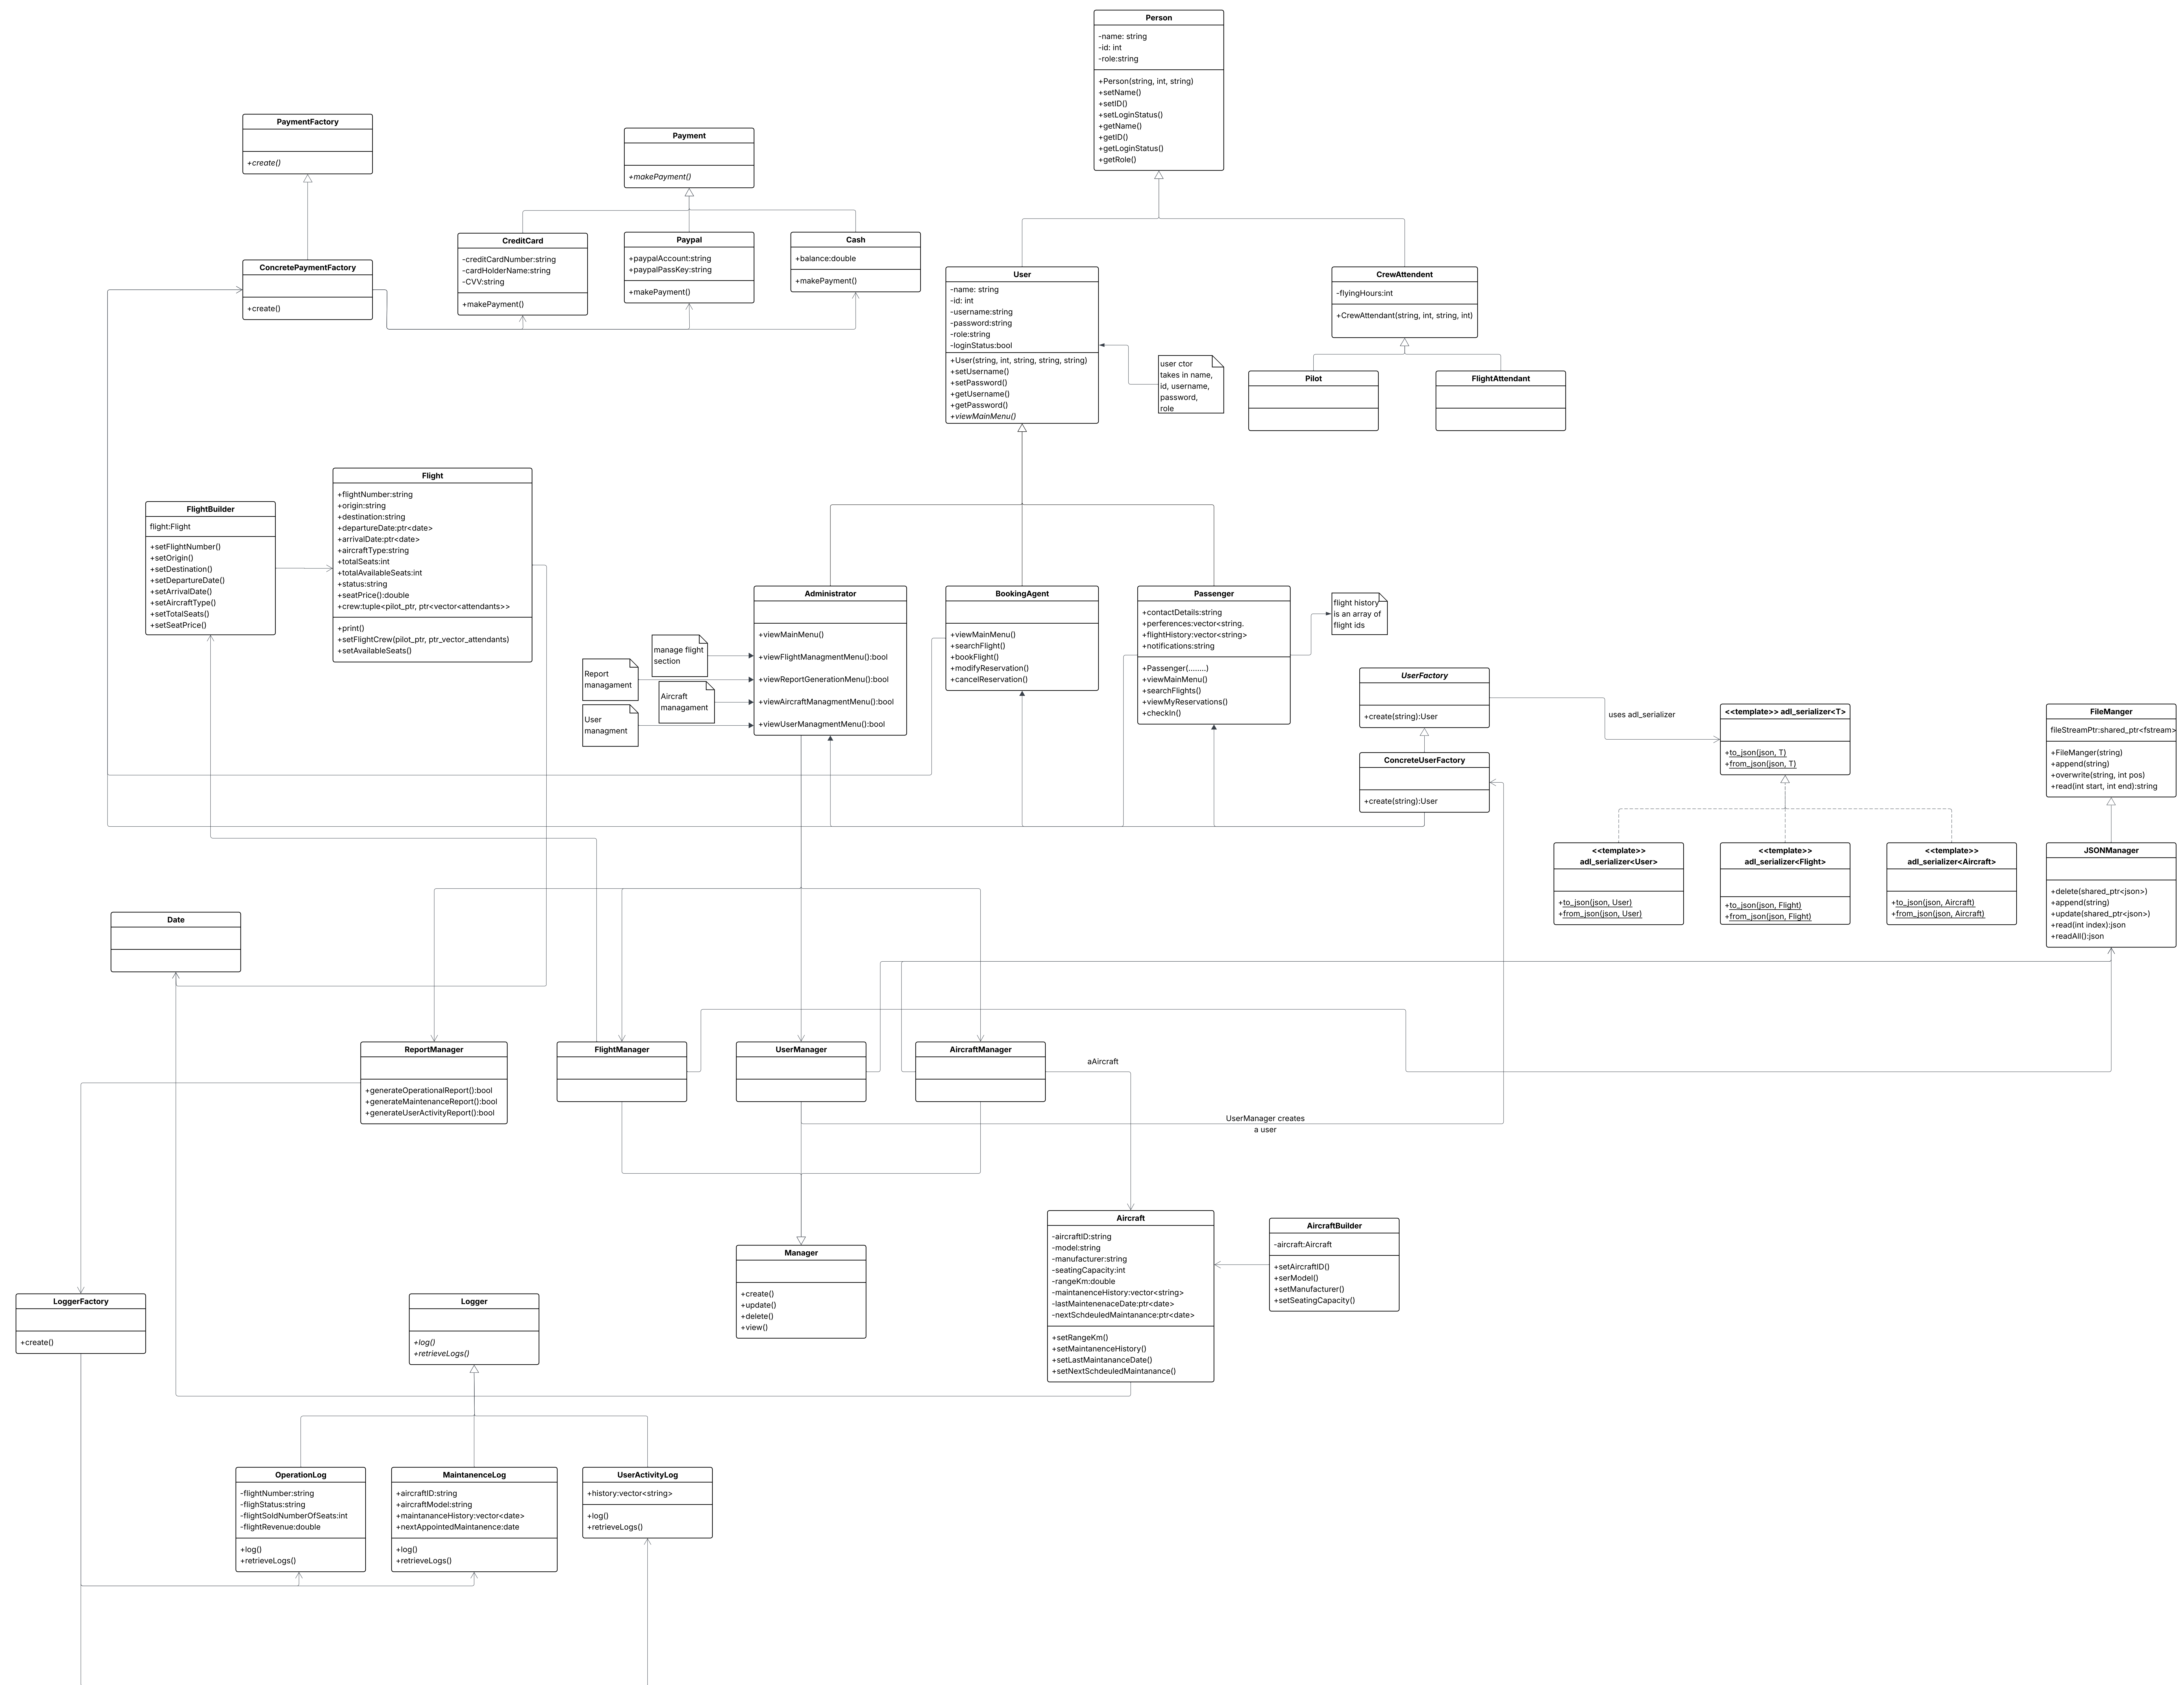 Person
-name: string
-id: int
-role:string
+Person(string, int, string)
+setName()
+setID()
+setLoginStatus()
+getName()
+getID()
+getLoginStatus()
+getRole()
PaymentFactory
+create()
Payment
+makePayment()
ConcretePaymentFactory
+create()
CreditCard
-creditCardNumber:string
-cardHolderName:string
-CVV:string
+makePayment()
Paypal
+paypalAccount:string
+paypalPassKey:string
+makePayment()
Cash
+balance:double
+makePayment()
User
-name: string
-id: int
-username:string
-password:string
-role:string
-loginStatus:bool
+User(string, int, string, string, string)
+setUsername()
+setPassword()
+getUsername()
+getPassword()
+viewMainMenu()
user ctor
takes in name,
id, username,
password,
role
CrewAttendent
-flyingHours:int
+CrewAttendant(string, int, string, int)
Pilot
FlightAttendant
FlightBuilder
flight:Flight
+setFlightNumber()
+setOrigin()
+setDestination()
+setDepartureDate()
+setArrivalDate()
+setAircraftType()
+setTotalSeats()
+setSeatPrice()
Flight
+flightNumber:string
+origin:string
+destination:string
+departureDate:ptr<date>
+arrivalDate:ptr<date>
+aircraftType:string
+totalSeats:int
+totalAvailableSeats:int
+status:string
+seatPrice():double
+crew:tuple<pilot_ptr, ptr<vector<attendants>>
+print()
+setFlightCrew(pilot_ptr, ptr_vector_attendants)
+setAvailableSeats()
manage flight
section
Report
managament
Aircraft
managament
User
managment
Administrator
+viewMainMenu()
+viewFlightManagmentMenu():bool
+viewReportGenerationMenu():bool
+viewAircraftManagmentMenu():bool
+viewUserManagmentMenu():bool
BookingAgent
+viewMainMenu()
+searchFlight()
+bookFlight()
+modifyReservation()
+cancelReservation()
Passenger
+contactDetails:string
+perferences:vector<string.
+flightHistory:vector<string>
+notifications:string
+Passenger(........)
+viewMainMenu()
+searchFlights()
+viewMyReservations()
+checkIn()
flight history
is an array of
flight ids
UserFactory
+create(string):User
ConcreteUserFactory
+create(string):User
uses adl_serializer
<<template>> adl_serializer<T>
+to_json(json, T)
+from_json(json, T)
FileManger
fileStreamPtr:shared_ptr<fstream>
+FileManger(string)
+append(string)
+overwrite(string, int pos)
+read(int start, int end):string
<<template>>
adl_serializer<User>
+to_json(json, User)
+from_json(json, User)
<<template>>
adl_serializer<Flight>
+to_json(json, Flight)
+from_json(json, Flight)
<<template>>
adl_serializer<Aircraft>
+to_json(json, Aircraft)
+from_json(json, Aircraft)
JSONManager
+delete(shared_ptr<json>)
+append(string)
+update(shared_ptr<json>)
+read(int index):json
+readAll():json
Date
ReportManager
+generateOperationalReport():bool
+generateMaintenanceReport():bool
+generateUserActivityReport():bool
FlightManager
UserManager
AircraftManager
aAircraft
UserManager creates
a user
Manager
+create()
+update()
+delete()
+view()
Aircraft
-aircraftID:string
-model:string
-manufacturer:string
-seatingCapacity:int
-rangeKm:double
-maintanenceHistory:vector<string>
-lastMaintenenaceDate:ptr<date>
-nextSchdeuledMaintanance:ptr<date>
+setRangeKm()
+setMaintanenceHistory()
+setLastMaintananceDate()
+setNextSchdeuledMaintanance()
AircraftBuilder
-aircraft:Aircraft
+setAircraftID()
+serModel()
+setManufacturer()
+setSeatingCapacity()
LoggerFactory
+create()
Logger
+log()
+retrieveLogs()
OperationLog
-flightNumber:string
-flighStatus:string
-flightSoldNumberOfSeats:int
-flightRevenue:double
+log()
+retrieveLogs()
MaintanenceLog
+aircraftID:string
+aircraftModel:string
+maintananceHistory:vector<date>
+nextAppointedMaintanence:date
+log()
+retrieveLogs()
UserActivityLog
+history:vector<string>
+log()
+retrieveLogs()